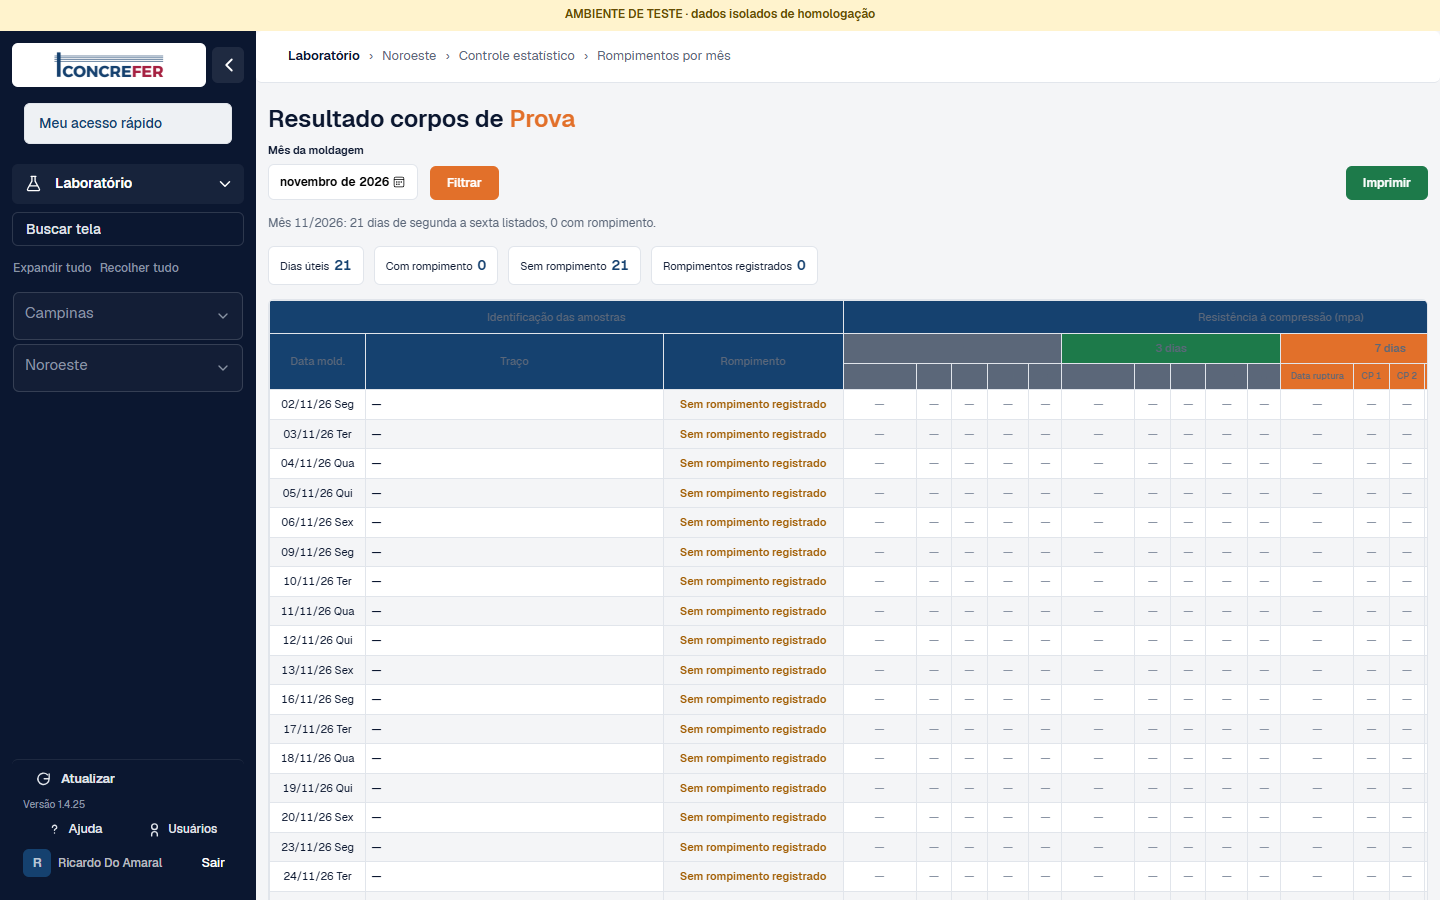 AMBIENTE DE TESTE · dados isolados de homologação
CONCREFER
Meu acesso rápido
Laboratório
Buscar tela
Expandir tudo Recolher tudo
Campinas
Noroeste
Atualizar
Versão 1.4.25
? Ajuda
Usuários
R Ricardo Do Amaral
Sair
Laboratório › Noroeste › Controle estatístico › Rompimentos por mês
Resultado corpos de Prova
Mês da moldagem
novembro de 2026
Filtrar
Imprimir
Mês 11/2026: 21 dias de segunda a sexta listados, 0 com rompimento.
Dias úteis 21
Com rompimento 0
Sem rompimento 21
Rompimentos registrados 0
Identificação das amostras
Resistência à compressão (mpa)
Data mold. Traço Rompimento
3 dias
7 dias
Data ruptura CP 1 CP 2
02/11/26 Seg — Sem rompimento registrado — — — — — — — — — — — — —
03/11/26 Ter — Sem rompimento registrado — — — — — — — — — — — — —
04/11/26 Qua — Sem rompimento registrado — — — — — — — — — — — — —
05/11/26 Qui — Sem rompimento registrado — — — — — — — — — — — — —
06/11/26 Sex — Sem rompimento registrado — — — — — — — — — — — — —
09/11/26 Seg — Sem rompimento registrado — — — — — — — — — — — — —
10/11/26 Ter — Sem rompimento registrado — — — — — — — — — — — — —
11/11/26 Qua — Sem rompimento registrado — — — — — — — — — — — — —
12/11/26 Qui — Sem rompimento registrado — — — — — — — — — — — — —
13/11/26 Sex — Sem rompimento registrado — — — — — — — — — — — — —
16/11/26 Seg — Sem rompimento registrado — — — — — — — — — — — — —
17/11/26 Ter — Sem rompimento registrado — — — — — — — — — — — — —
18/11/26 Qua — Sem rompimento registrado — — — — — — — — — — — — —
19/11/26 Qui — Sem rompimento registrado — — — — — — — — — — — — —
20/11/26 Sex — Sem rompimento registrado — — — — — — — — — — — — —
23/11/26 Seg — Sem rompimento registrado — — — — — — — — — — — — —
24/11/26 Ter — Sem rompimento registrado — — — — — — — — — — — — —